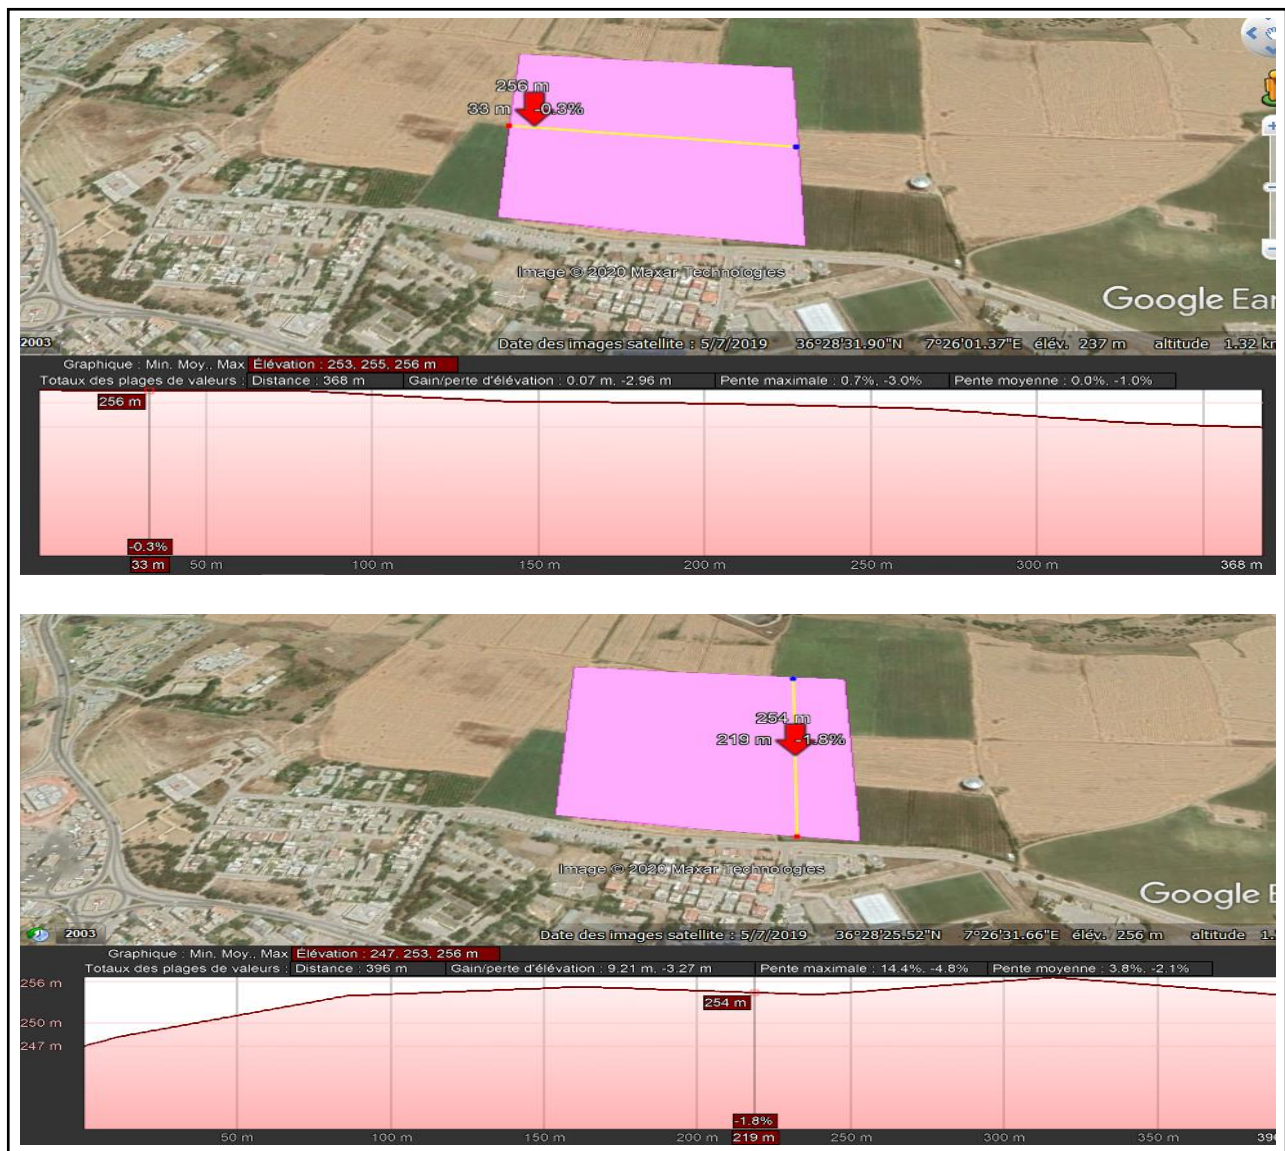 256 m
33 m -0.3%
Image © 2020 Maxar Technologies
Google Ear
2003 Date des images satellite : 5/7/2019 36°28'31.90"N 7°26'01.37"E élév. 237 m altitude 1.32 km
Graphique : Min. Moy., Max Élévation : 253, 255, 256 m
Totaux des plages de valeurs : Distance : 368 m Gain/perte d'élévation : 0.07 m, -2.96 m Pente maximale : 0.7%, -3.0% Pente moyenne : 0.0%, -1.0%
256 m
-0.3%
33 m 50 m 100 m 150 m 200 m 250 m 300 m 368 m
254 m
219 m -1.8%
Image © 2020 Maxar Technologies
Google E
2003 Date des images satellite : 5/7/2019 36°28'25.52"N 7°26'31.66"E élév. 256 m altitude 1.
Graphique : Min. Moy., Max Élévation : 247, 253, 256 m
Totaux des plages de valeurs : Distance : 396 m Gain/perte d'élévation : 9.21 m, -3.27 m Pente maximale : 14.4%, -4.8% Pente moyenne : 3.8%, -2.1%
256 m
254 m
250 m
247 m
-1.8%
50 m 100 m 150 m 200 m 219 m 250 m 300 m 350 m 39